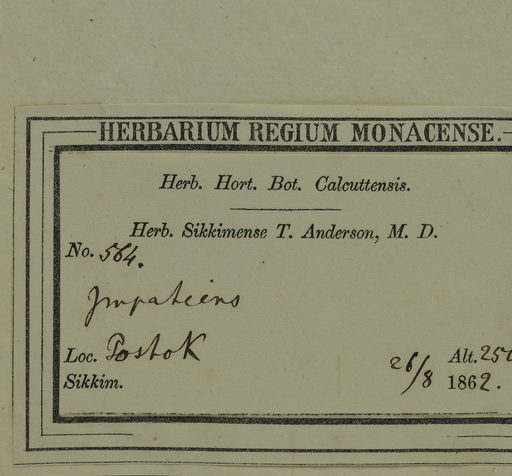 HERBARIUM REGIUM MONACENSE.
Herb. Hort. Bot. Calcuttensis.
Herb. Sikkimense T. Anderson, M. D.
No. 564.
Impatiens
Loc. Postok Alt. 250
Sikkim. 26/8 1862.